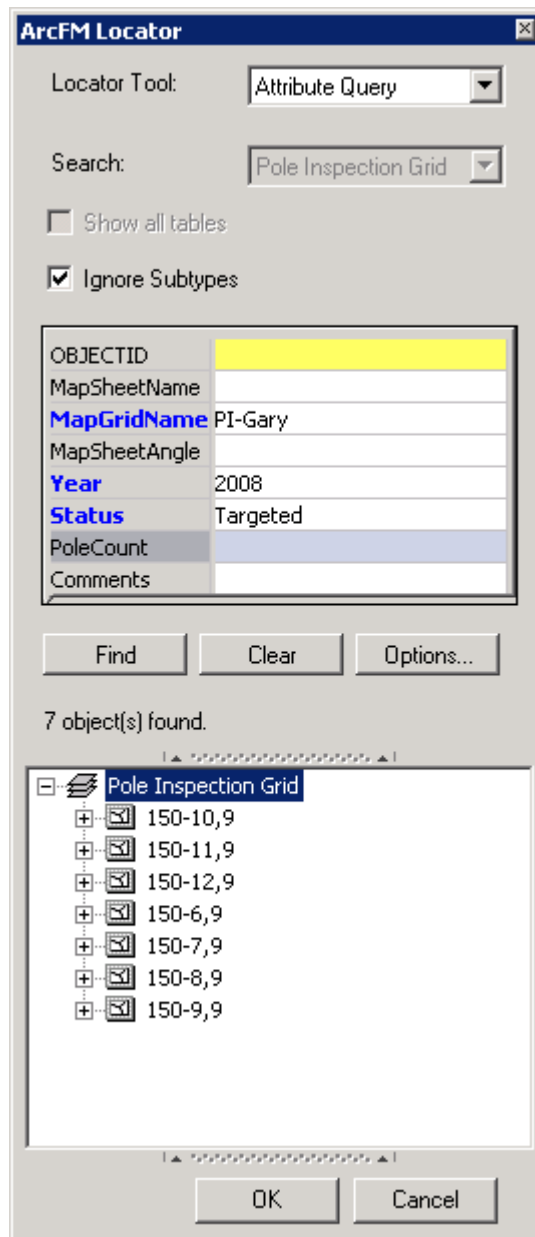 ArcFM Locator
Locator Tool: Attribute Query
Search: Pole Inspection Grid
Show all tables
Ignore Subtypes
OBJECTID
MapSheetName
MapGridName PI-Gary
MapSheetAngle
Year 2008
Status Targeted
PoleCount
Comments
Find Clear Options...
7 object(s) found.
Pole Inspection Grid
150-10,9
150-11,9
150-12,9
150-6,9
150-7,9
150-8,9
150-9,9
OK Cancel